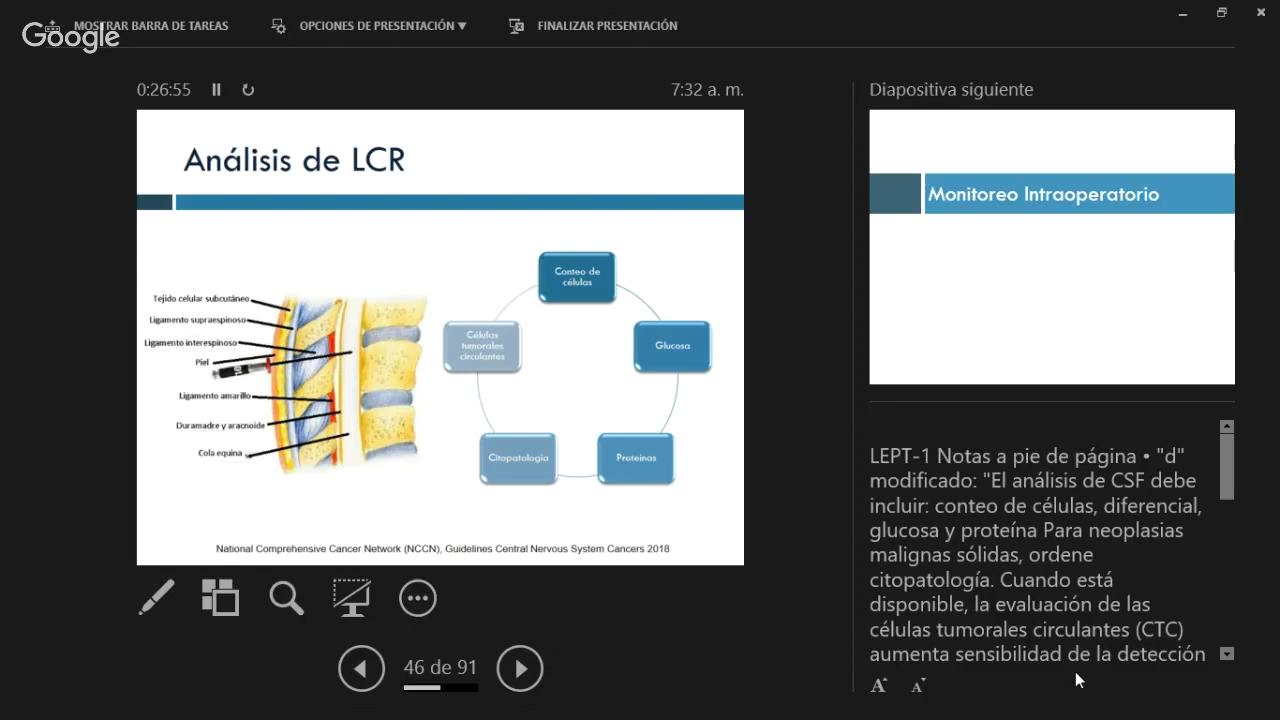 MOSTRAR BARRA DE TAREAS
OPCIONES DE PRESENTACIÓN ▼
FINALIZAR PRESENTACIÓN
Google
0:26:55
7:32 a. m.
Análisis de LCR
Tejido celular subcutáneo
Ligamento supraespinoso
Ligamento interespinoso
Piel
Ligamento amarillo
Duramadre y aracnoide
Cola equina
Conteo de
células
Glucosa
Proteínas
Citopatología
Células
tumorales
circulantes
National Comprehensive Cancer Network (NCCN), Guidelines Central Nervous System Cancers 2018
46 de 91
Diapositiva siguiente
Monitoreo Intraoperatorio
LEPT-1 Notas a pie de página • "d"
modificado: "El análisis de CSF debe
incluir: conteo de células, diferencial,
glucosa y proteína Para neoplasias
malignas sólidas, ordene
citopatología. Cuando está
disponible, la evaluación de las
células tumorales circulantes (CTC)
aumenta sensibilidad de la detección
A A